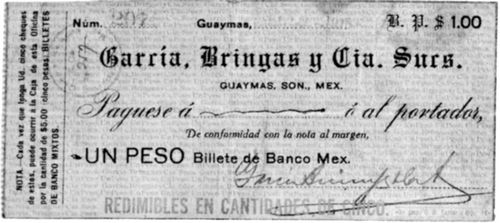 Núm. 207 Guaymas, 1915 B. P. $ 1.00
García, Bringas y Cia. Sucs.
GUAYMAS, SON., MEX.
Paguese á ó al portador,
De conformidad con la nota al margen,
UN PESO Billete de Banco Mex.
REDIMIBLES EN CANTIDADES DE CINCO.
NOTA.-Cada vez que tenga Ud. cinco cheques
de estos, puede ocurrir á la Caja de esta Oficina
por la cantidad de $5.00 (cinco pesos) BILLETES
DE BANCO MIXTOS.